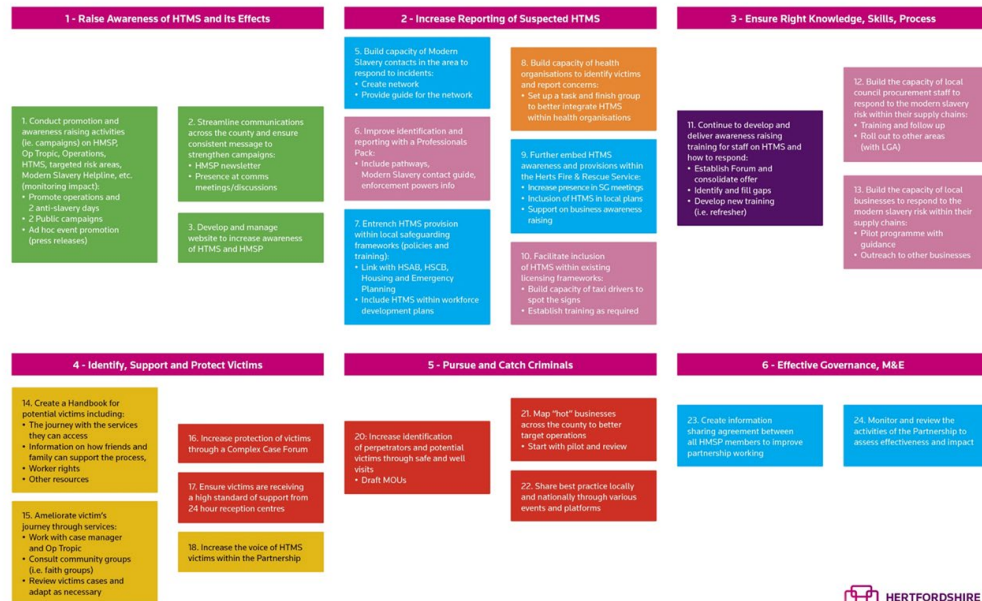 1 - Raise Awareness of HTMS and its Effects
1. Conduct promotion and
awareness raising activities
(ie. campaigns) on HMSP,
Op Tropic, Operations,
HTMS, targeted risk areas,
Modern Slavery Helpline, etc.
(monitoring impact):
• Promote operations and
2 anti-slavery days
• 2 Public campaigns
• Ad hoc event promotion
(press releases)
2. Streamline communications
across the county and ensure
consistent message to
strengthen campaigns:
• HMSP newsletter
• Presence at comms
meetings/discussions
3. Develop and manage
website to increase awareness
of HTMS and HMSP
2 - Increase Reporting of Suspected HTMS
5. Build capacity of Modern
Slavery contacts in the area to
respond to incidents:
• Create network
• Provide guide for the network
6. Improve identification and
reporting with a Professionals
Pack:
• Include pathways,
Modern Slavery contact guide,
enforcement powers info
7. Entrench HTMS provision
within local safeguarding
frameworks (policies and
training):
• Link with HSAB, HSCB,
Housing and Emergency
Planning
• Include HTMS within workforce
development plans
8. Build capacity of health
organisations to identify victims
and report concerns:
• Set up a task and finish group
to better integrate HTMS
within health organisations
9. Further embed HTMS
awareness and provisions within
the Herts Fire & Rescue Service:
• Increase presence in SG meetings
• Inclusion of HTMS in local plans
• Support on business awareness
raising
10. Facilitate inclusion
of HTMS within existing
licensing frameworks:
• Build capacity of taxi drivers to
spot the signs
• Establish training as required
3 - Ensure Right Knowledge, Skills, Process
11. Continue to develop and
deliver awareness raising
training for staff on HTMS and
how to respond:
• Establish Forum and
consolidate offer
• Identify and fill gaps
• Develop new training
(i.e. refresher)
12. Build the capacity of local
council procurement staff to
respond to the modern slavery
risk within their supply chains:
• Training and follow up
• Roll out to other areas
(with LGA)
13. Build the capacity of local
businesses to respond to the
modern slavery risk within their
supply chains:
• Pilot programme with
guidance
• Outreach to other businesses
4 - Identify, Support and Protect Victims
14. Create a Handbook for
potential victims including:
• The journey with the services
they can access
• Information on how friends and
family can support the process,
• Worker rights
• Other resources
15. Ameliorate victim's
journey through services:
• Work with case manager
and Op Tropic
• Consult community groups
(i.e. faith groups)
• Review victims cases and
adapt as necessary
16. Increase protection of victims
through a Complex Case Forum
17. Ensure victims are receiving
a high standard of support from
24 hour reception centres
18. Increase the voice of HTMS
victims within the Partnership
5 - Pursue and Catch Criminals
20: Increase identification
of perpetrators and potential
victims through safe and well
visits
• Draft MOUs
21. Map "hot" businesses
across the county to better
target operations
• Start with pilot and review
22. Share best practice locally
and nationally through various
events and platforms
6 - Effective Governance, M&E
23. Create information
sharing agreement between
all HMSP members to improve
partnership working
24. Monitor and review the
activities of the Partnership to
assess effectiveness and impact
HERTFORDSHIRE